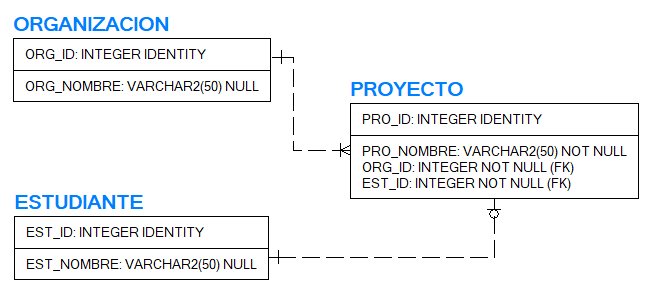 ORGANIZACION
ORG_ID: INTEGER IDENTITY
ORG_NOMBRE: VARCHAR2(50) NULL
PROYECTO
PRO_ID: INTEGER IDENTITY
PRO_NOMBRE: VARCHAR2(50) NOT NULL
ORG_ID: INTEGER NOT NULL (FK)
EST_ID: INTEGER NOT NULL (FK)
ESTUDIANTE
EST_ID: INTEGER IDENTITY
EST_NOMBRE: VARCHAR2(50) NULL